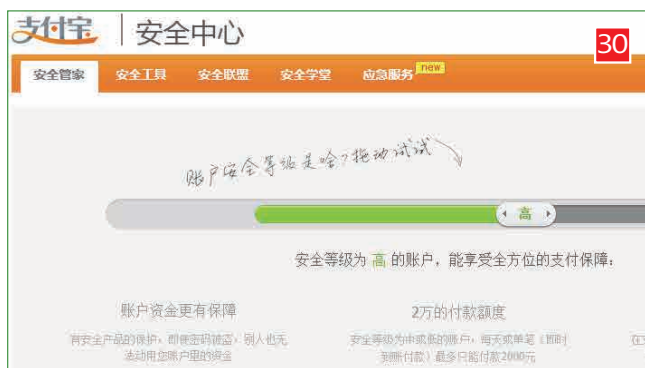 支付宝 安全中心
30
安全管家 安全工具 安全联盟 安全学堂 应急服务 new
账户安全等级是啥?拖动试试
高
安全等级为 高 的账户，能享受全方位的支付保障：
账户资金更有保障 2万的付款额度
有安全产品的保护，即便密码被盗，别人也无 安全等级为中或低的账户，每天或单笔（即时
法动用您账户里的资金 到账付款）最多只能付款2000元